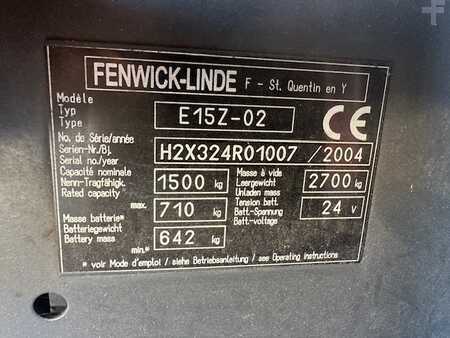 FENWICK-LINDE F - St. Quentin en Y
Modèle
Typ
Type
E15Z-02
CE
No. de Série/année
Serien-Nr./Bj.
Serial no./year
H2X324R01007 / 2004
Capacité nominale
Nenn-Tragfähigk.
Rated capacity
1500 kg
Masse à vide
Leergewicht
Unladen mass
2700 kg
Masse batterie*
Batteriegewicht
Battery mass
max. 710 kg
min.* 642 kg
Tension batt.
Batt.-Spannung
Batt.-voltage
24 V
* voir Mode d'emploi / siehe Betriebsanleitung / see Operating Instructions